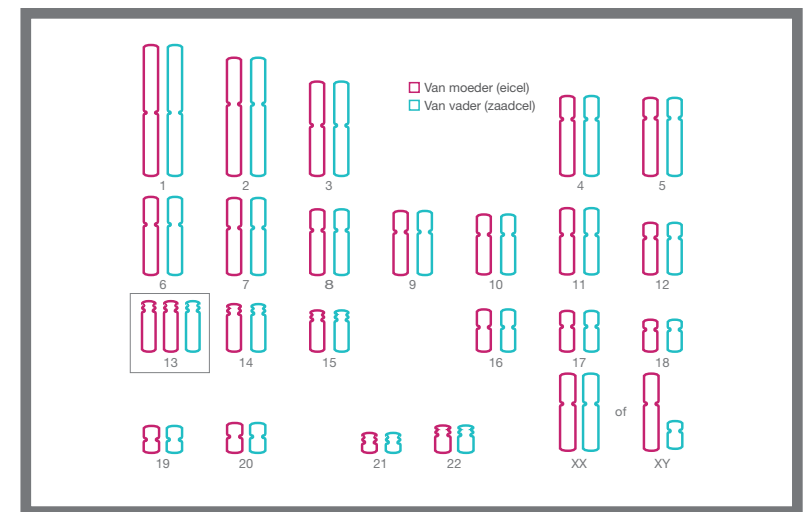 Van moeder (eicel)
Van vader (zaadcel)
1 2 3 4 5
6 7 8 9 10 11 12
13 14 15 16 17 18
of
19 20 21 22 XX XY